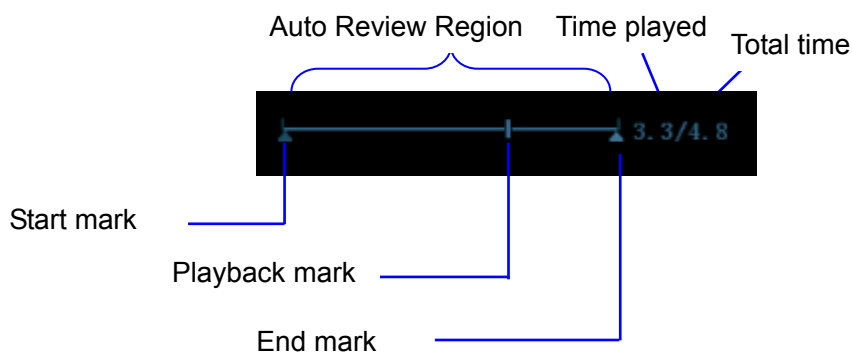 Auto Review Region
Time played
Total time
3. 3/4. 8
Start mark
Playback mark
End mark